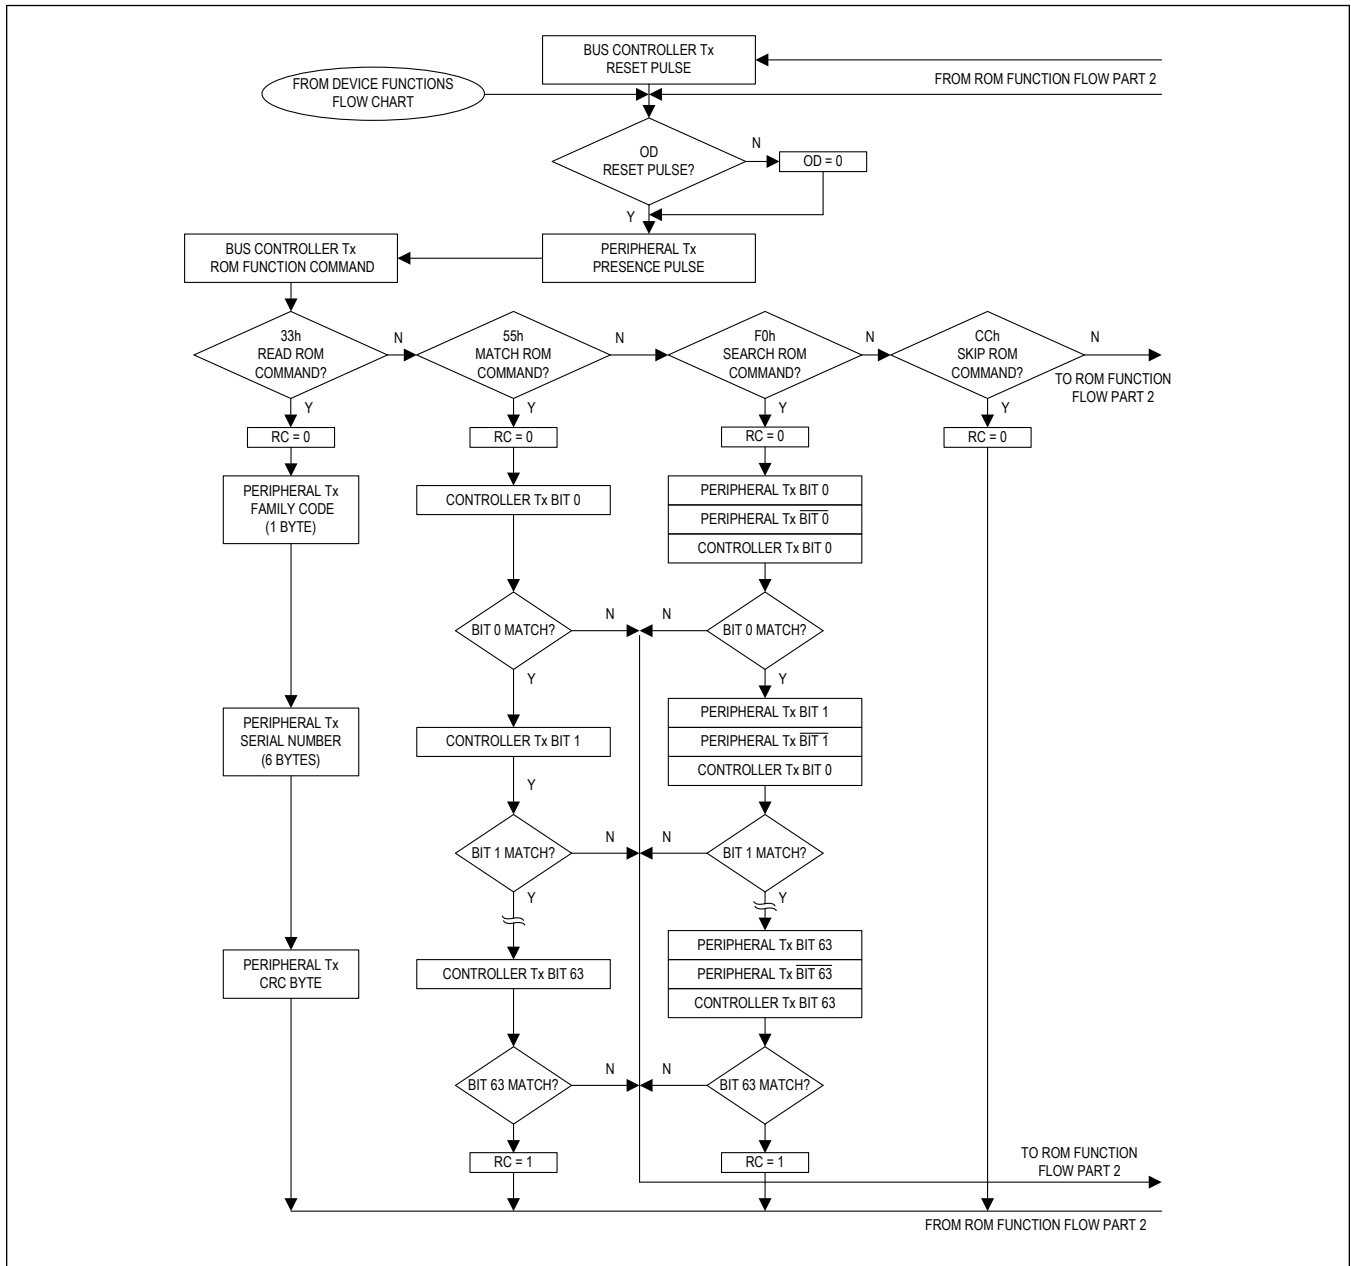 BUS CONTROLLER Tx
RESET PULSE
FROM ROM FUNCTION FLOW PART 2
FROM DEVICE FUNCTIONS
FLOW CHART
OD
RESET PULSE?
N
OD = 0
Y
BUS CONTROLLER Tx
ROM FUNCTION COMMAND
PERIPHERAL Tx
PRESENCE PULSE
33h
READ ROM
COMMAND?
N
55h
MATCH ROM
COMMAND?
N
F0h
SEARCH ROM
COMMAND?
N
CCh
SKIP ROM
COMMAND?
N
TO ROM FUNCTION
FLOW PART 2
Y
Y
Y
Y
RC = 0
RC = 0
RC = 0
RC = 0
PERIPHERAL Tx
FAMILY CODE
(1 BYTE)
CONTROLLER Tx BIT 0
PERIPHERAL Tx BIT 0
PERIPHERAL Tx B̅I̅T̅ ̅0̅
CONTROLLER Tx BIT 0
BIT 0 MATCH?
N
N
BIT 0 MATCH?
Y
Y
PERIPHERAL Tx
SERIAL NUMBER
(6 BYTES)
CONTROLLER Tx BIT 1
PERIPHERAL Tx BIT 1
PERIPHERAL Tx B̅I̅T̅ ̅1̅
CONTROLLER Tx BIT 0
Y
BIT 1 MATCH?
N
N
BIT 1 MATCH?
Y
Y
PERIPHERAL Tx
CRC BYTE
CONTROLLER Tx BIT 63
PERIPHERAL Tx BIT 63
PERIPHERAL Tx B̅I̅T̅ ̅6̅3̅
CONTROLLER Tx BIT 63
BIT 63 MATCH?
N
N
BIT 63 MATCH?
Y
Y
RC = 1
RC = 1
TO ROM FUNCTION
FLOW PART 2
FROM ROM FUNCTION FLOW PART 2